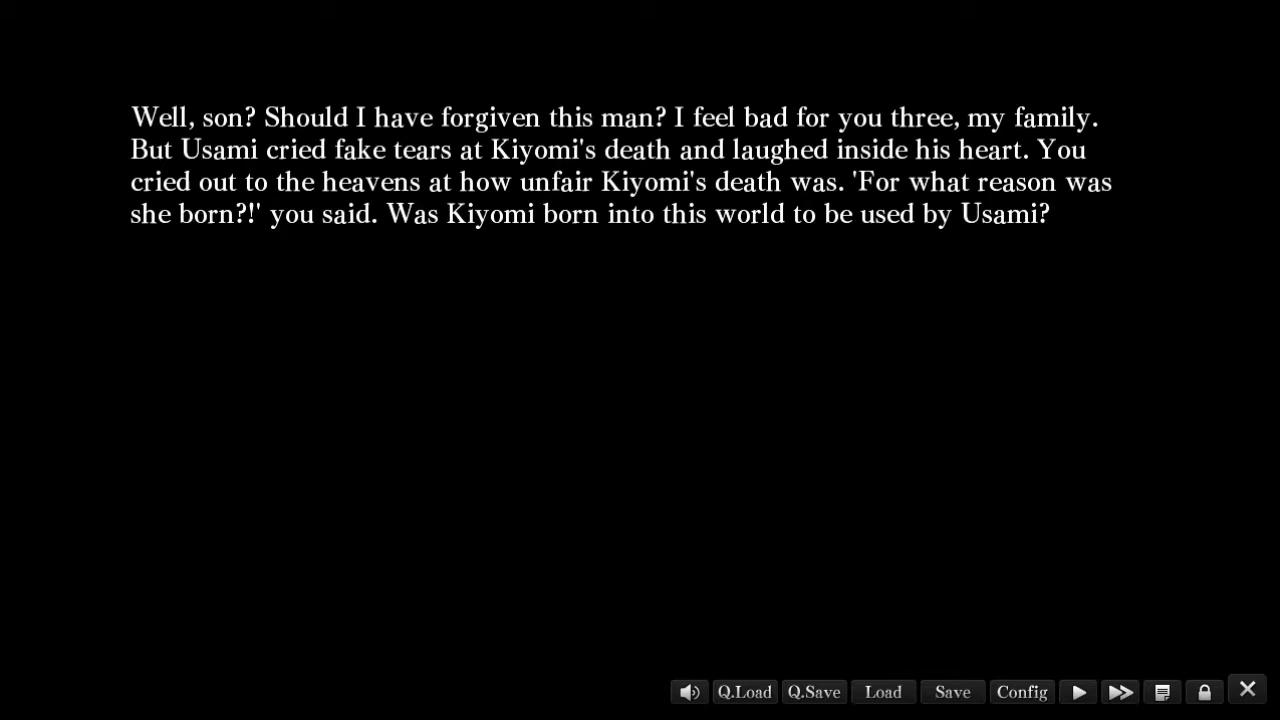 Well, son? Should I have forgiven this man? I feel bad for you three, my family.
But Usami cried fake tears at Kiyomi's death and laughed inside his heart. You
cried out to the heavens at how unfair Kiyomi's death was. 'For what reason was
she born?!' you said. Was Kiyomi born into this world to be used by Usami?
Q.Load Q.Save Load Save Config